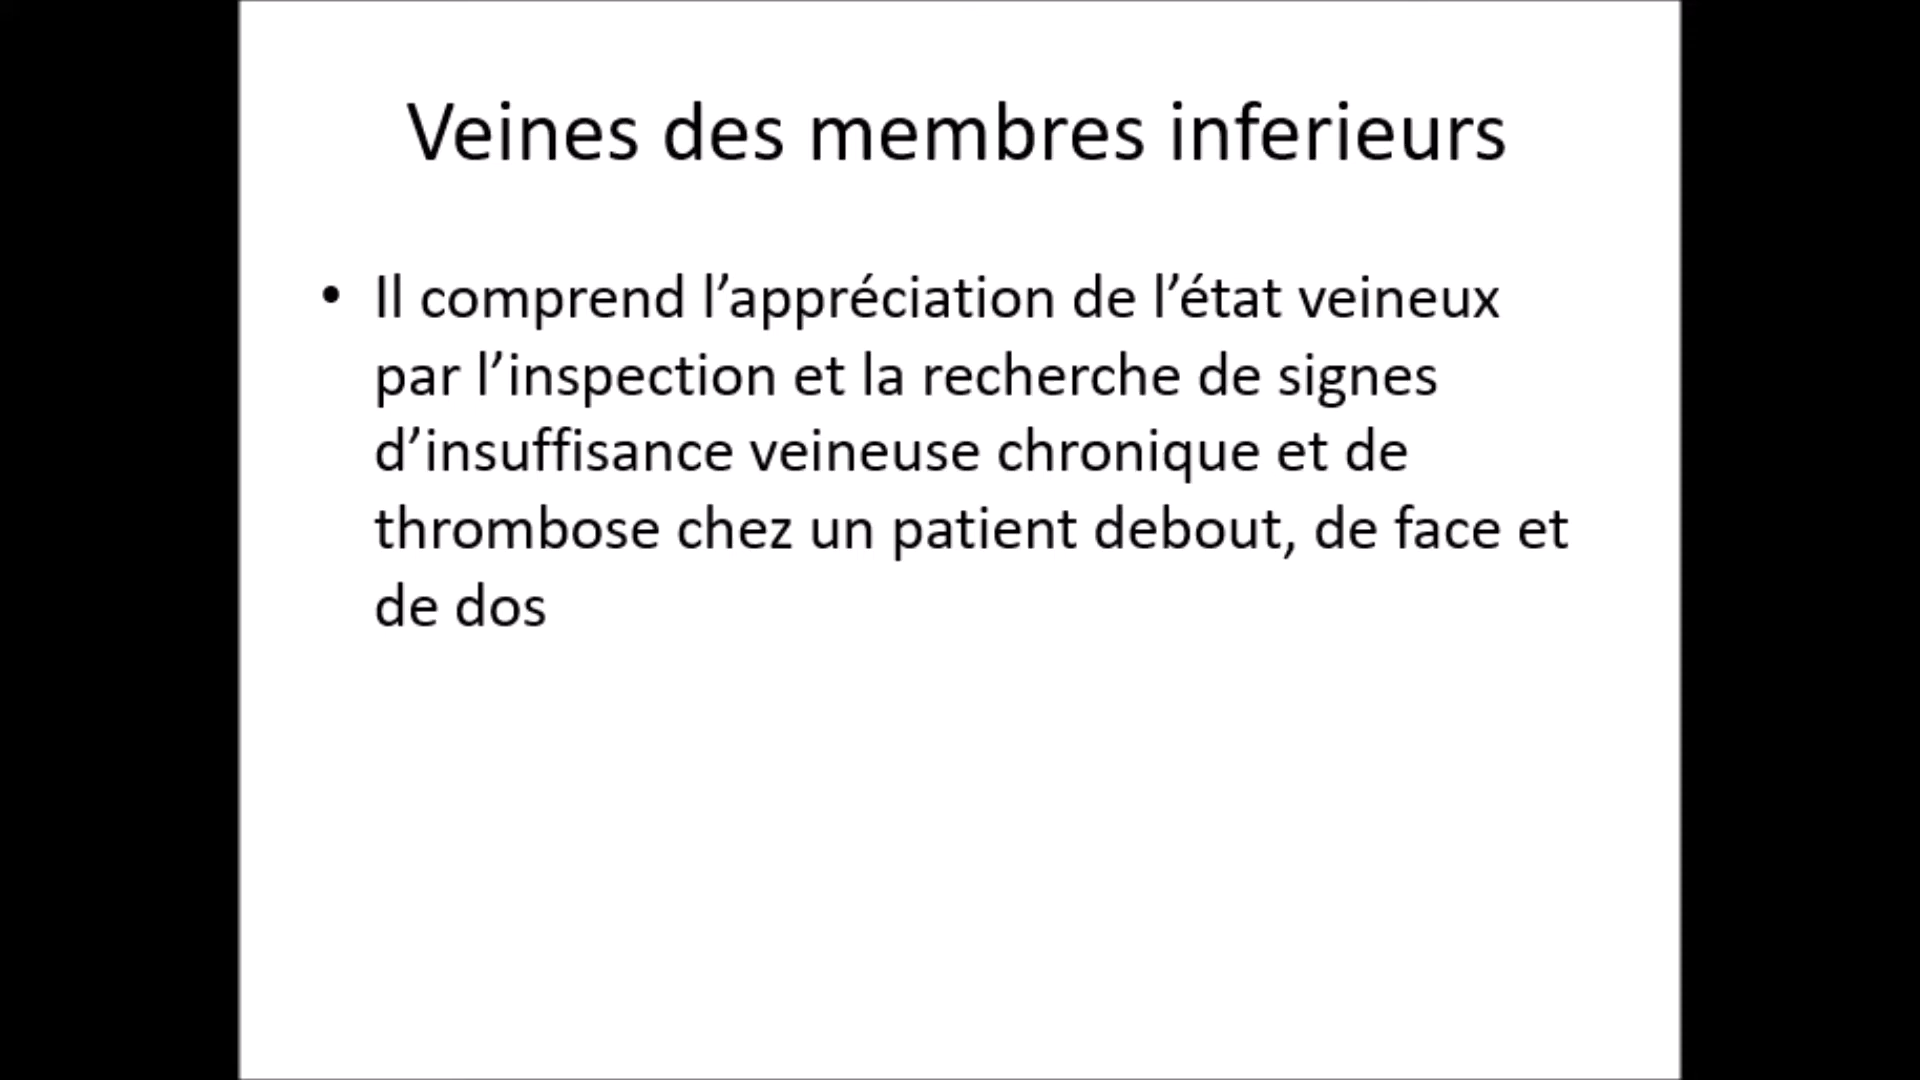 Veines des membres inferieurs
• Il comprend l’appréciation de l’état veineux
par l’inspection et la recherche de signes
d’insuffisance veineuse chronique et de
thrombose chez un patient debout, de face et
de dos